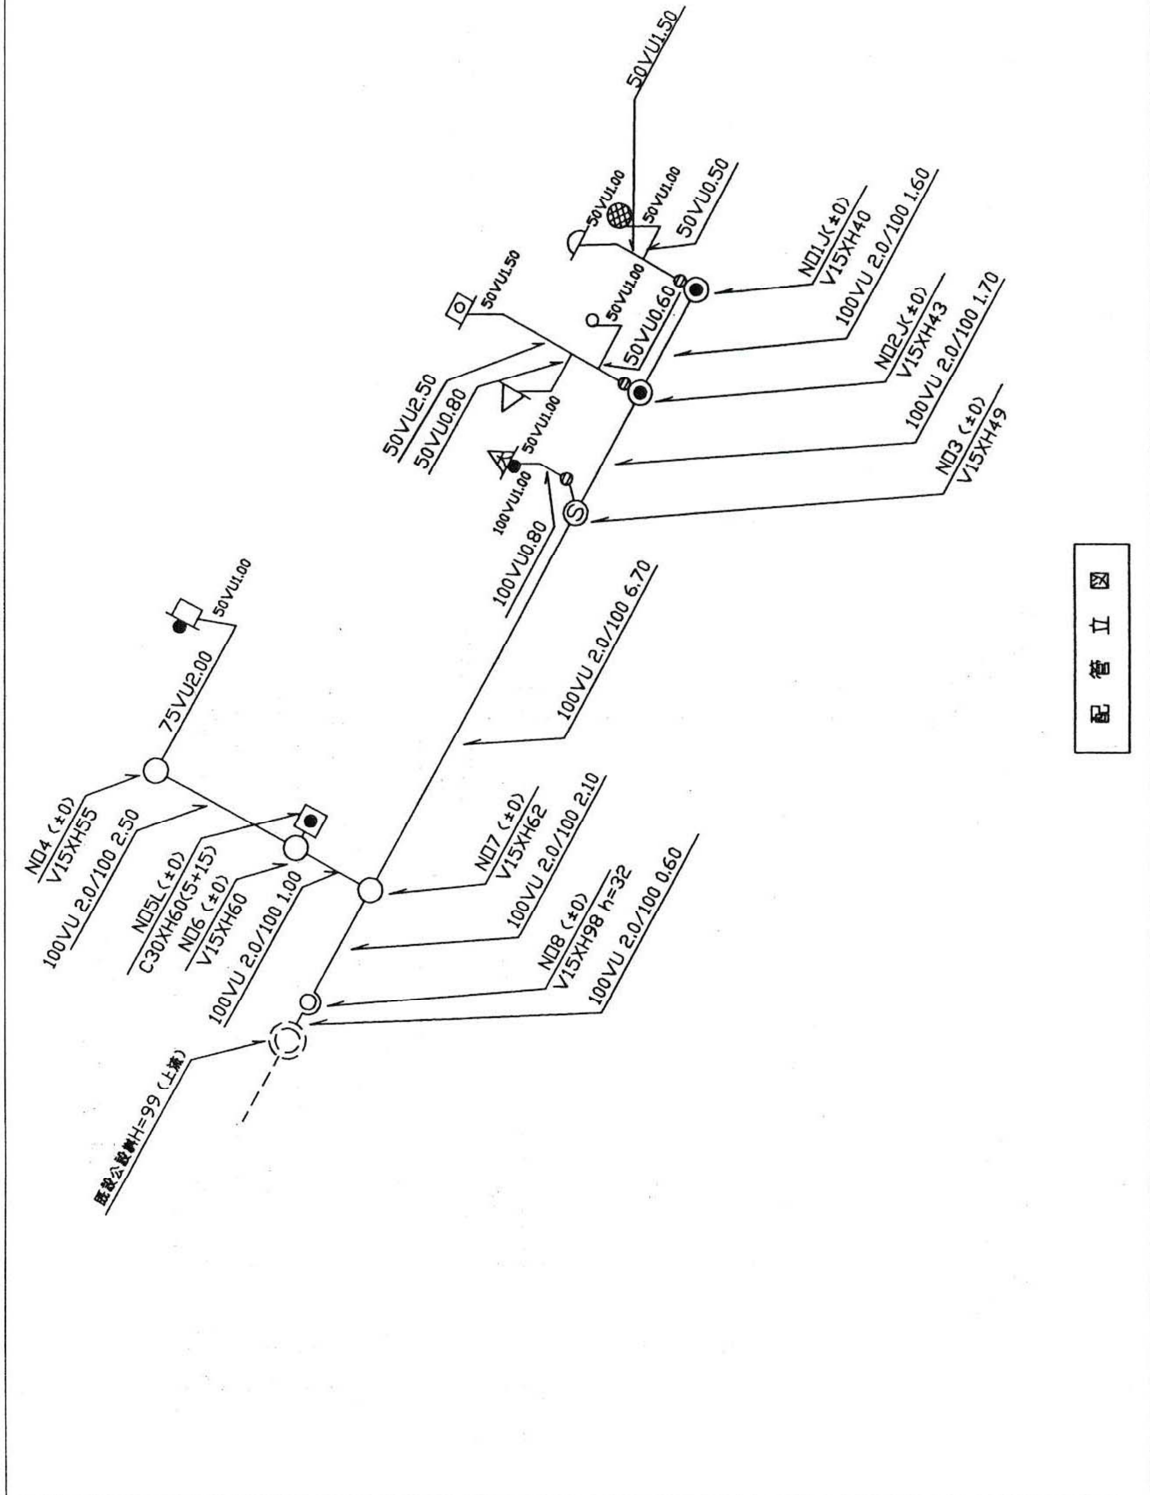 50VU1.50
50VU1.00
50VU1.00
50VU0.50
50VU1.50
50VU1.00
50VU0.60
NO1J(±0)
V15XH40
100VU 2.0/100 1.60
NO2J(±0)
V15XH43
100VU 2.0/100 1.70
NO3 (±0)
V15XH49
50VU2.50
50VU0.80
50VU1.00
100VU1.00
100VU0.80
S
50VU1.00
75VU2.00
100VU 2.0/100 6.70
NO4 (±0)
V15XH55
100VU 2.0/100 2.50
NO5L(±0)
C30XH60(5+15)
NO6 (±0)
V15XH60
100VU 2.0/100 1.00
NO7 (±0)
V15XH62
100VU 2.0/100 2.10
NO8 (±0)
V15XH98 h=32
100VU 2.0/100 0.60
既設公設桝H=99 (上流)
配管立図